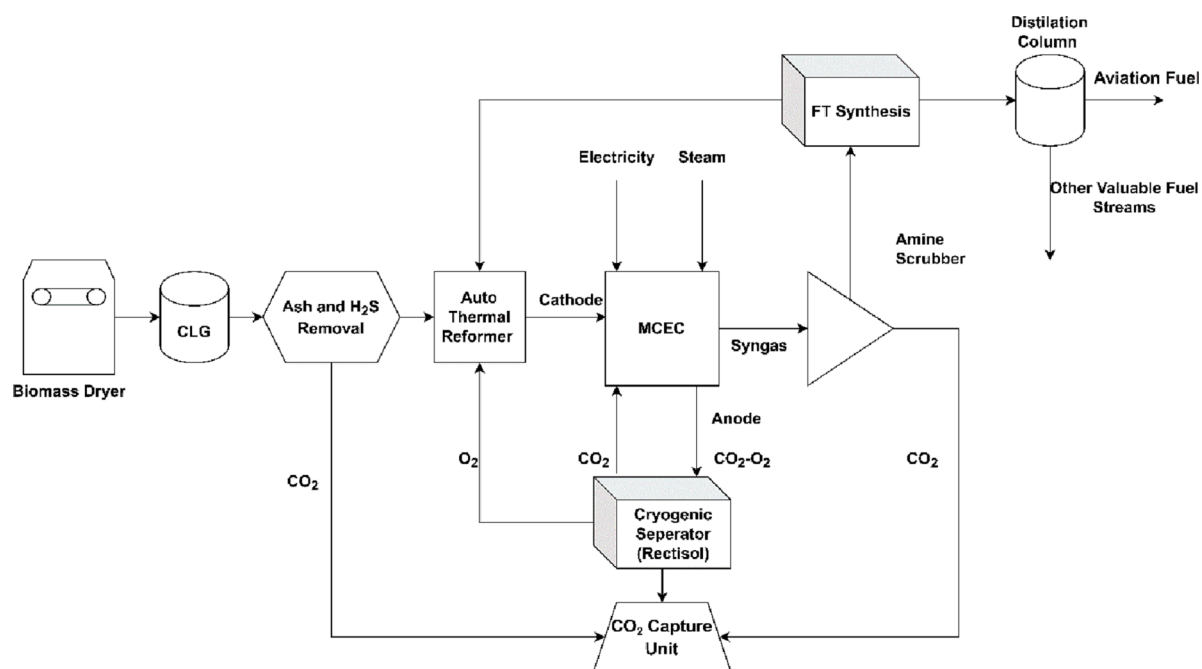 Distilation
Column
Aviation Fuel
FT Synthesis
Electricity
Steam
Other Valuable Fuel
Streams
Amine
Scrubber
Ash and H₂S
Removal
Auto
Thermal
Reformer
Cathode
MCEC
CLG
Syngas
Biomass Dryer
Anode
O₂
CO₂
CO₂-O₂
CO₂
CO₂
Cryogenic
Seperator
(Rectisol)
CO₂ Capture
Unit